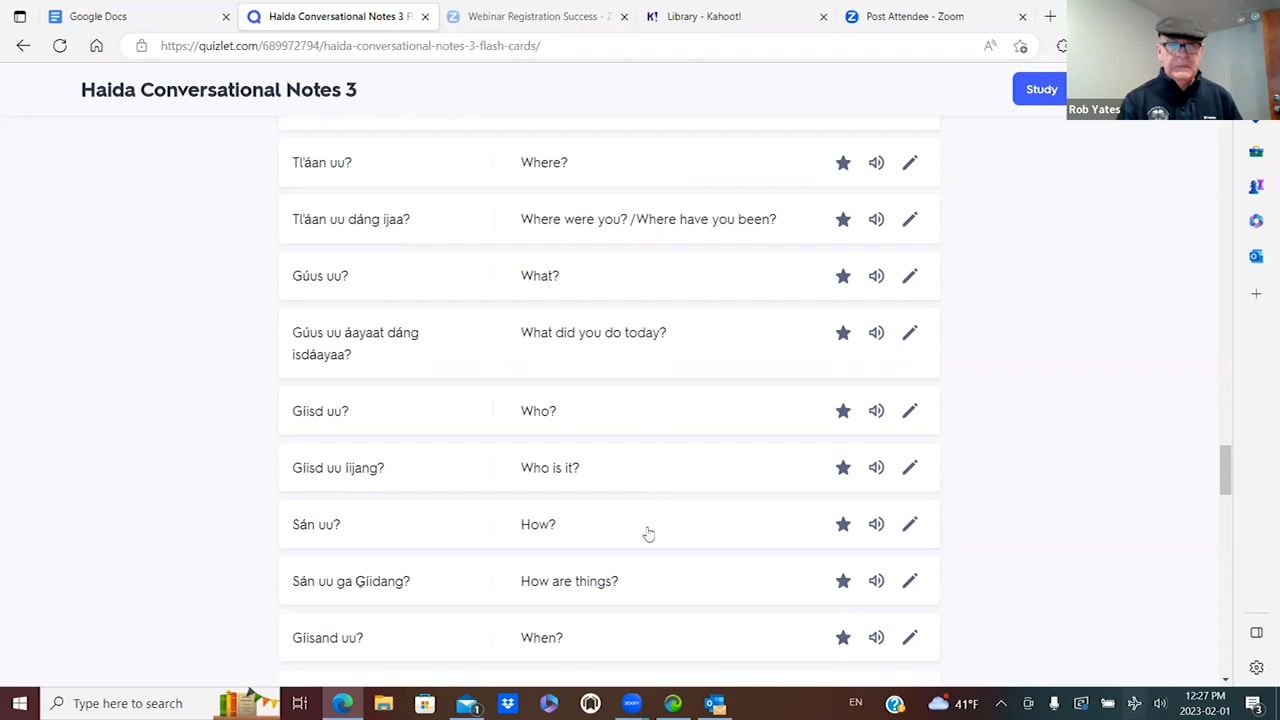 Google Docs
Haida Conversational Notes 3 F
Webinar Registration Success - Z
Library - Kahoot!
Post Attendee - Zoom
https://quizlet.com/689972794/haida-conversational-notes-3-flash-cards/
Haida Conversational Notes 3
Study
Rob Yates
Tl'áan uu? Where?
Tl'áan uu dáng ijaa? Where were you? /Where have you been?
Gúus uu? What?
Gúus uu áayaat dáng What did you do today?
isdáayaa?
Gíisd uu? Who?
Gíisd uu íijang? Who is it?
Sán uu? How?
Sán uu ga G̱íidang? How are things?
Gíisand uu? When?
Type here to search
EN
41°F
12:27 PM
2023-02-01